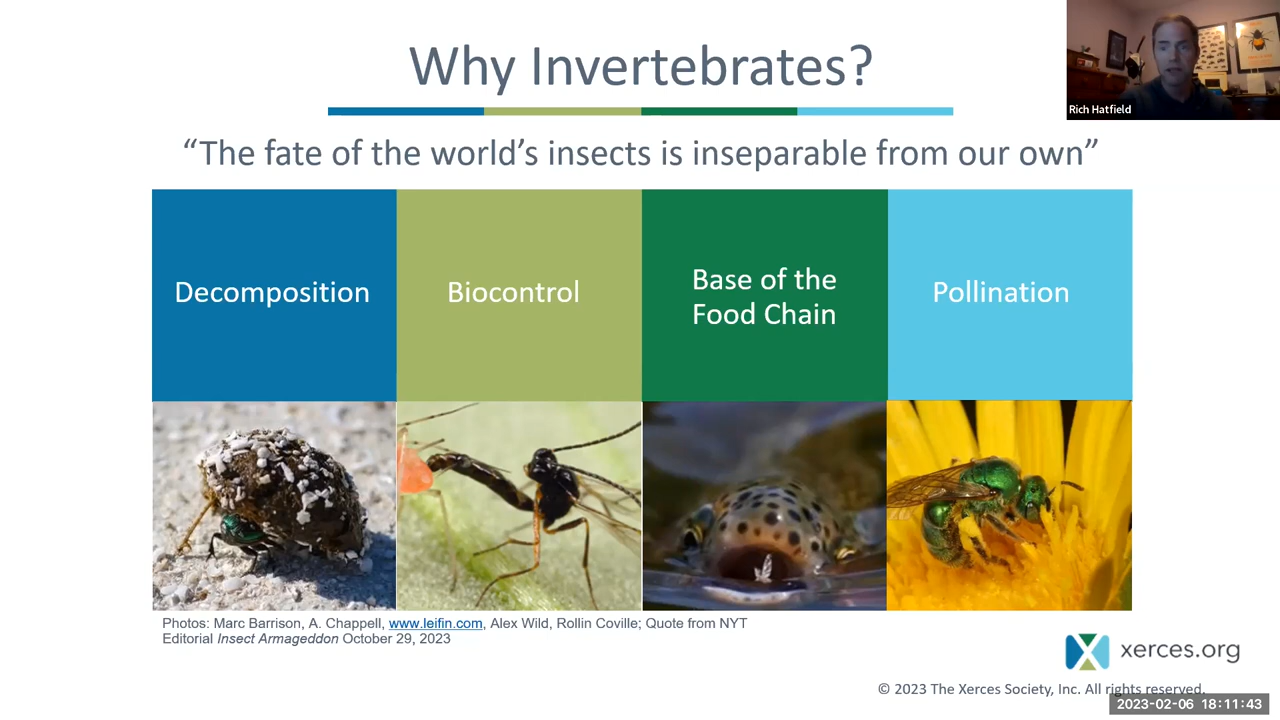 Why Invertebrates?
Rich Hatfield
“The fate of the world’s insects is inseparable from our own”
Decomposition
Biocontrol
Base of the
Food Chain
Pollination
Photos: Marc Barrison, A. Chappell, www.leifin.com, Alex Wild, Rollin Coville; Quote from NYT
Editorial Insect Armageddon October 29, 2023
xerces.org
© 2023 The Xerces Society, Inc. All rights reserved.
2023-02-06 18:11:43